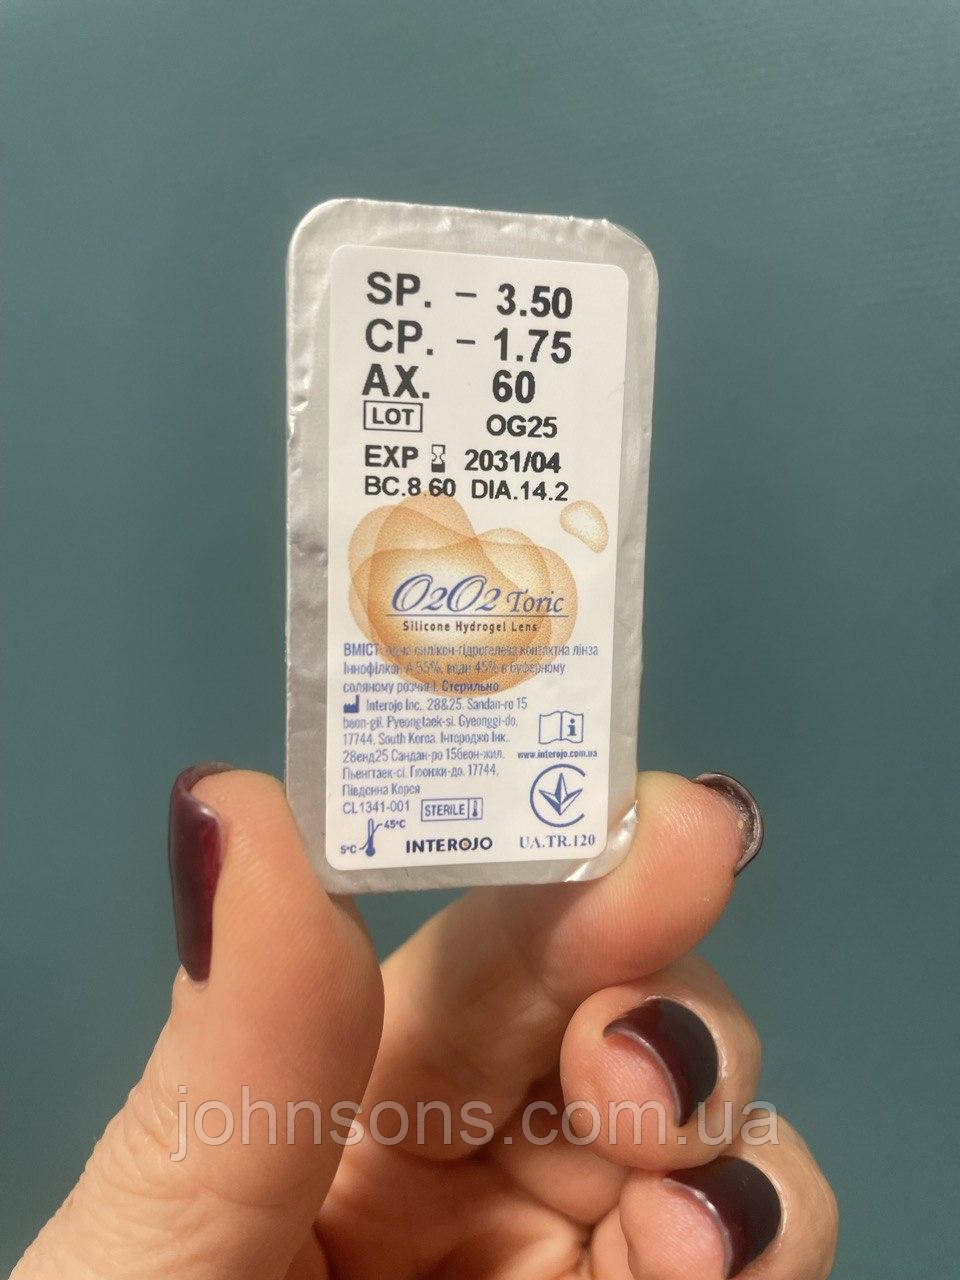 SP. - 3.50
CP. - 1.75
AX. 60
LOT OG25
EXP 2031/04
BC.8.60 DIA.14.2
O2O2 Toric
Silicone Hydrogel Lens
ВМІСТ: одна силікон-гідрогелева контактна лінза
Іннофілкон А 55%, води 45% в буферному
соляному розчині. Стерильно
Interojo Inc. 28&25, Sandan-ro 15
beon-gil, Pyeongtaek-si, Gyeonggi-do,
17744, South Korea. Інтероджо Інк.
28енд25 Сандан-ро 15беон-жил,
www.interojo.com.ua
Пьенгтаек-сі, Гйонжи-до, 17744,
Південна Корея
CL1341-001 STERILE
5°C 45°C INTEROJO UA.TR.120
johnsons.com.ua